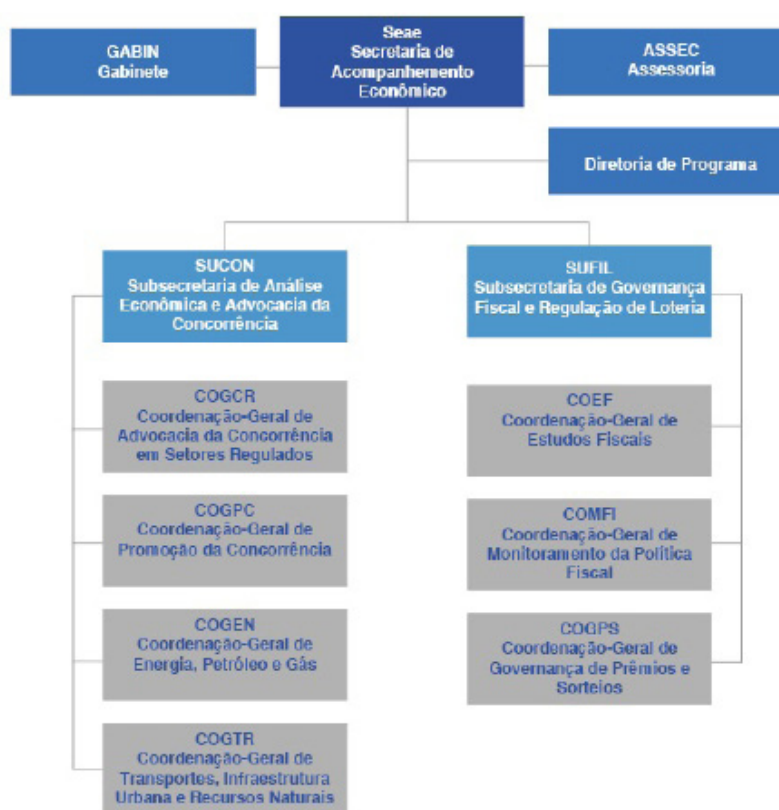 GABIN
Gabinete
Seae
Secretaria de
Acompanhemento
Econômico
ASSEC
Assessoria
Diretoria de Programa
SUCON
Subsecretaria de Análise
Econômica e Advocacia da
Concorrência
SUFIL
Subsecretaria de Governança
Fiscal e Regulação de Loteria
COGCR
Coordenação-Geral de
Advocacia da Concorrência
em Setores Regulados
COGPC
Coordenação-Geral de
Promoção da Concorrência
COGEN
Coordenação-Geral de
Energia, Petróleo e Gás
COGTR
Coordenação-Geral de
Transportes, Infraestrutura
Urbana e Recursos Naturais
COEF
Coordenação-Geral de
Estudos Fiscais
COMFI
Coordenação-Geral de
Monitoramento da Política
Fiscal
COGPS
Coordenação-Geral de
Governança de Prêmios e
Sorteios